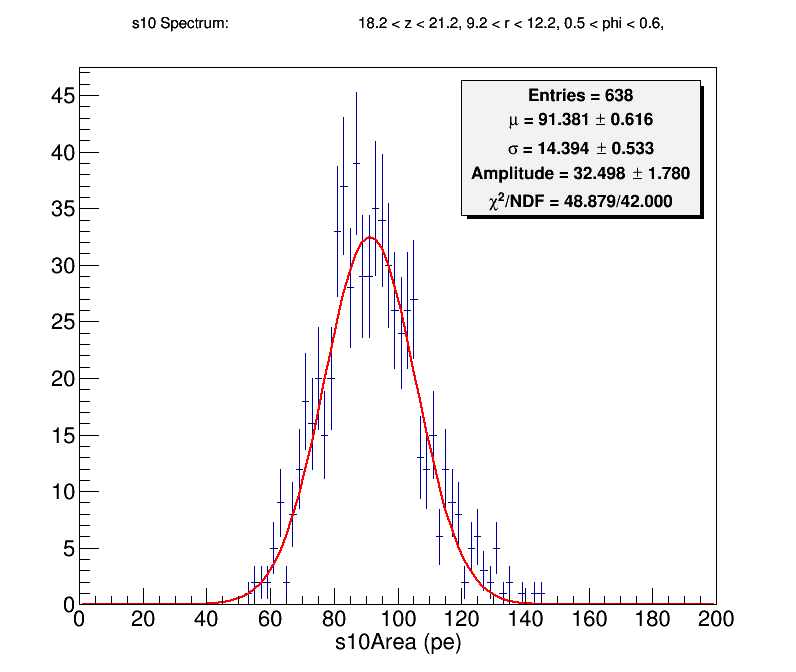 s10 Spectrum: 18.2 < z < 21.2, 9.2 < r < 12.2, 0.5 < phi < 0.6,
Entries = 638
μ = 91.381 ± 0.616
σ = 14.394 ± 0.533
Amplitude = 32.498 ± 1.780
χ²/NDF = 48.879/42.000
45
40
35
30
25
20
15
10
5
0
0 20 40 60 80 100 120 140 160 180 200
s10Area (pe)